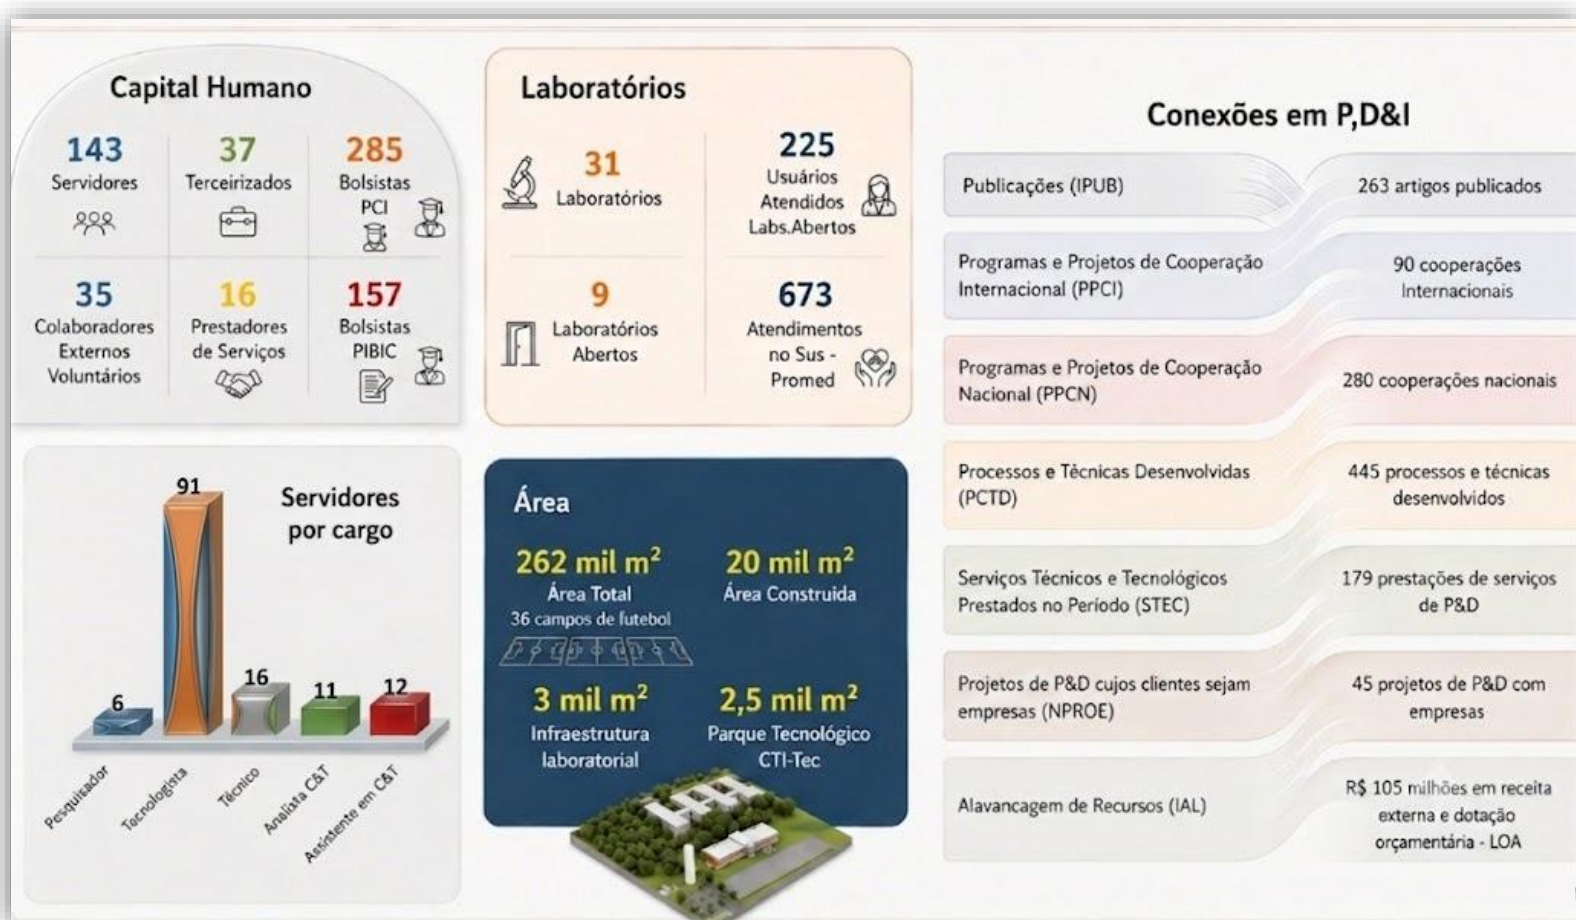 Capital Humano
143
Servidores
37
Terceirizados
285
Bolsistas
PCI
35
Colaboradores
Externos
Voluntários
16
Prestadores
de Serviços
157
Bolsistas
PIBIC
Laboratórios
31
Laboratórios
225
Usuários
Atendidos
Labs.Abertos
9
Laboratórios
Abertos
673
Atendimentos
no Sus -
Promed
Servidores
por cargo
6
91
16
11
12
Pesquisador
Tecnologista
Técnico
Analista C&T
Assistente em C&T
Área
262 mil m²
Área Total
36 campos de futebol
20 mil m²
Área Construida
3 mil m²
Infraestrutura
laboratorial
2,5 mil m²
Parque Tecnológico
CTI-Tec
Conexões em P,D&I
Publicações (IPUB)
263 artigos publicados
Programas e Projetos de Cooperação
Internacional (PPCI)
90 cooperações
Internacionais
Programas e Projetos de Cooperação
Nacional (PPCN)
280 cooperações nacionais
Processos e Técnicas Desenvolvidas
(PCTD)
445 processos e técnicas
desenvolvidos
Serviços Técnicos e Tecnológicos
Prestados no Período (STEC)
179 prestações de serviços
de P&D
Projetos de P&D cujos clientes sejam
empresas (NPROE)
45 projetos de P&D com
empresas
Alavancagem de Recursos (IAL)
R$ 105 milhões em receita
externa e dotação
orçamentária - LOA